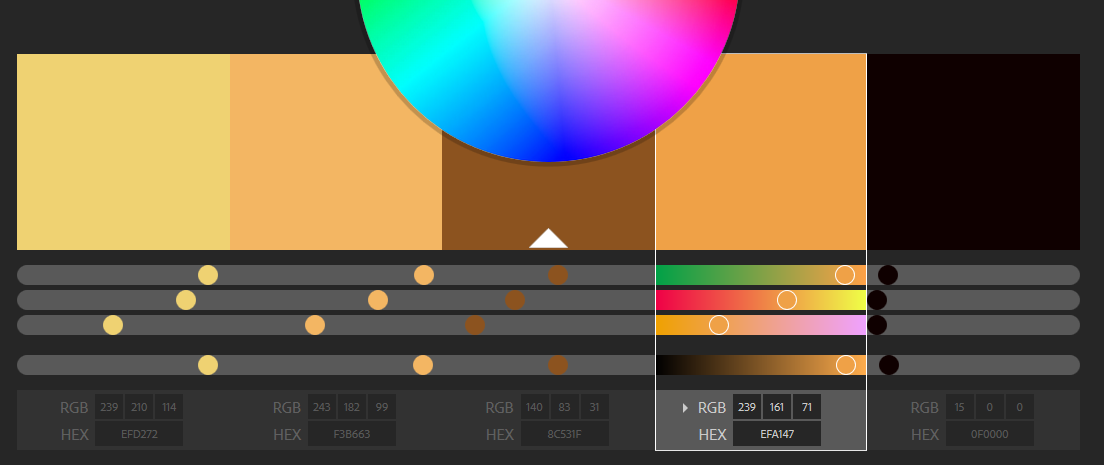 RGB 239 210 114 RGB 243 182 99 RGB 140 83 31 RGB 239 161 71 RGB 15 0 0
HEX EFD272 HEX F3B663 HEX 8C531F HEX EFA147 HEX 0F0000